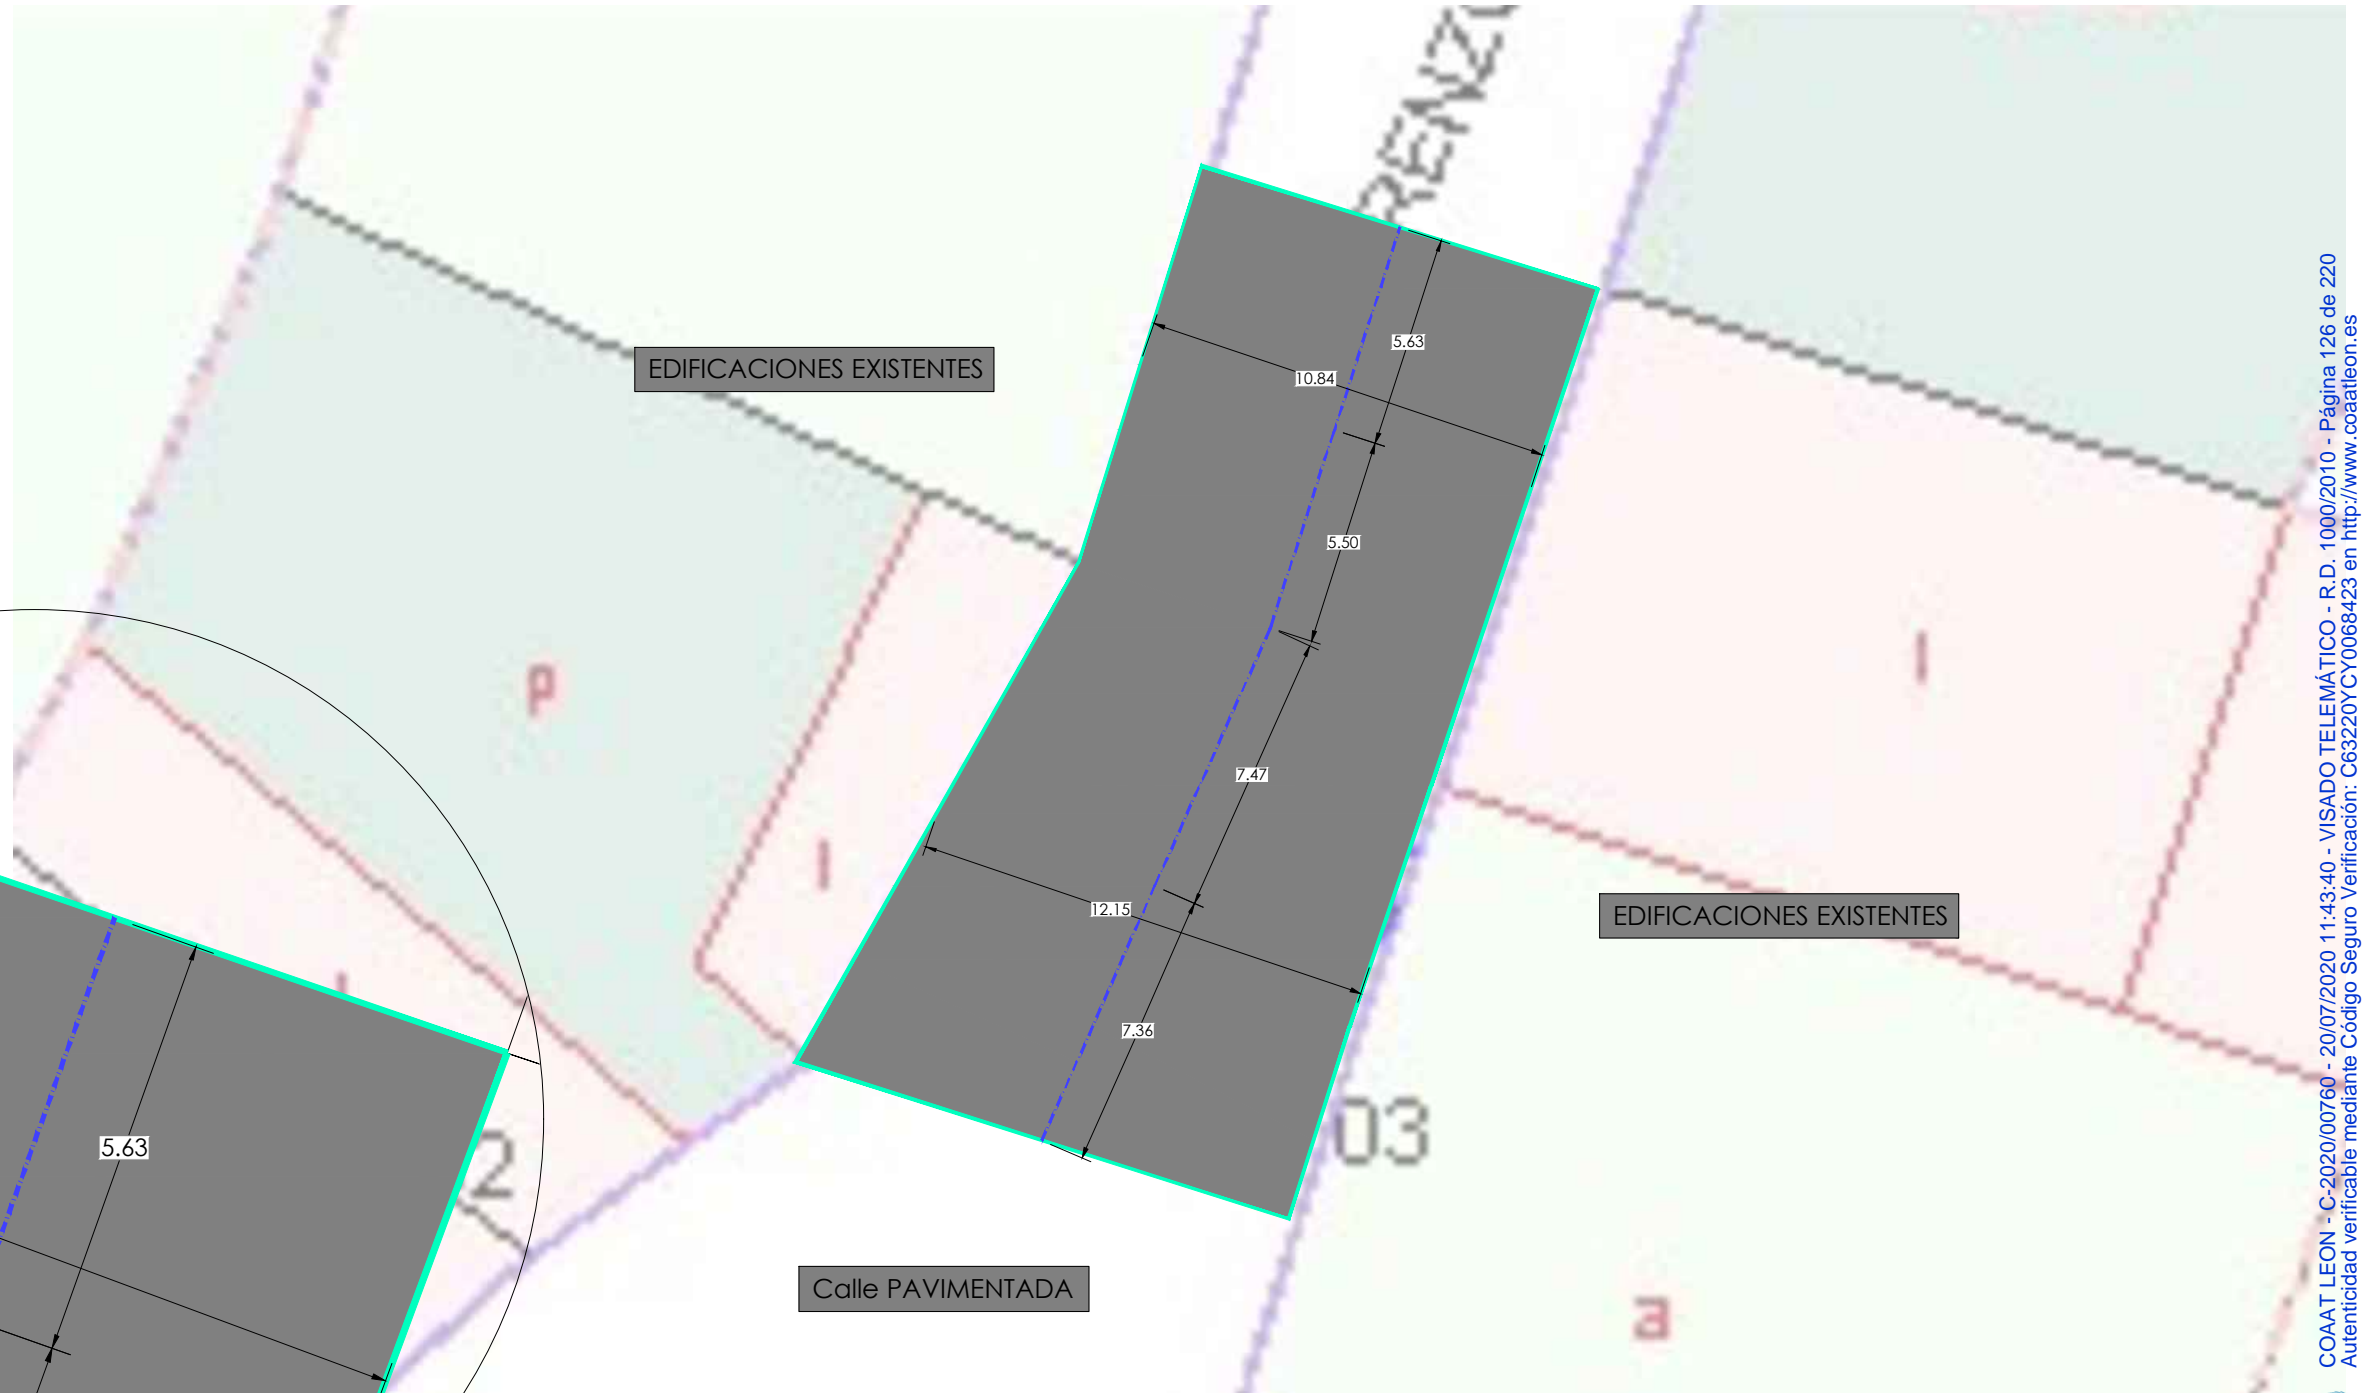 RENZO
EDIFICACIONES EXISTENTES
5.63
10.84
5.50
P
I
7.47
I
12.15
EDIFICACIONES EXISTENTES
7.36
I
5.63
2
03
Calle PAVIMENTADA
a
COAAT LEON - C-2020/00760 - 20/07/2020 11:43:40 - VISADO TELEMÁTICO - R.D. 1000/2010 - Página 126 de 220
Autenticidad verificable mediante Código Seguro Verificación: C63220YCY0068423 en http://www.coaatleon.es